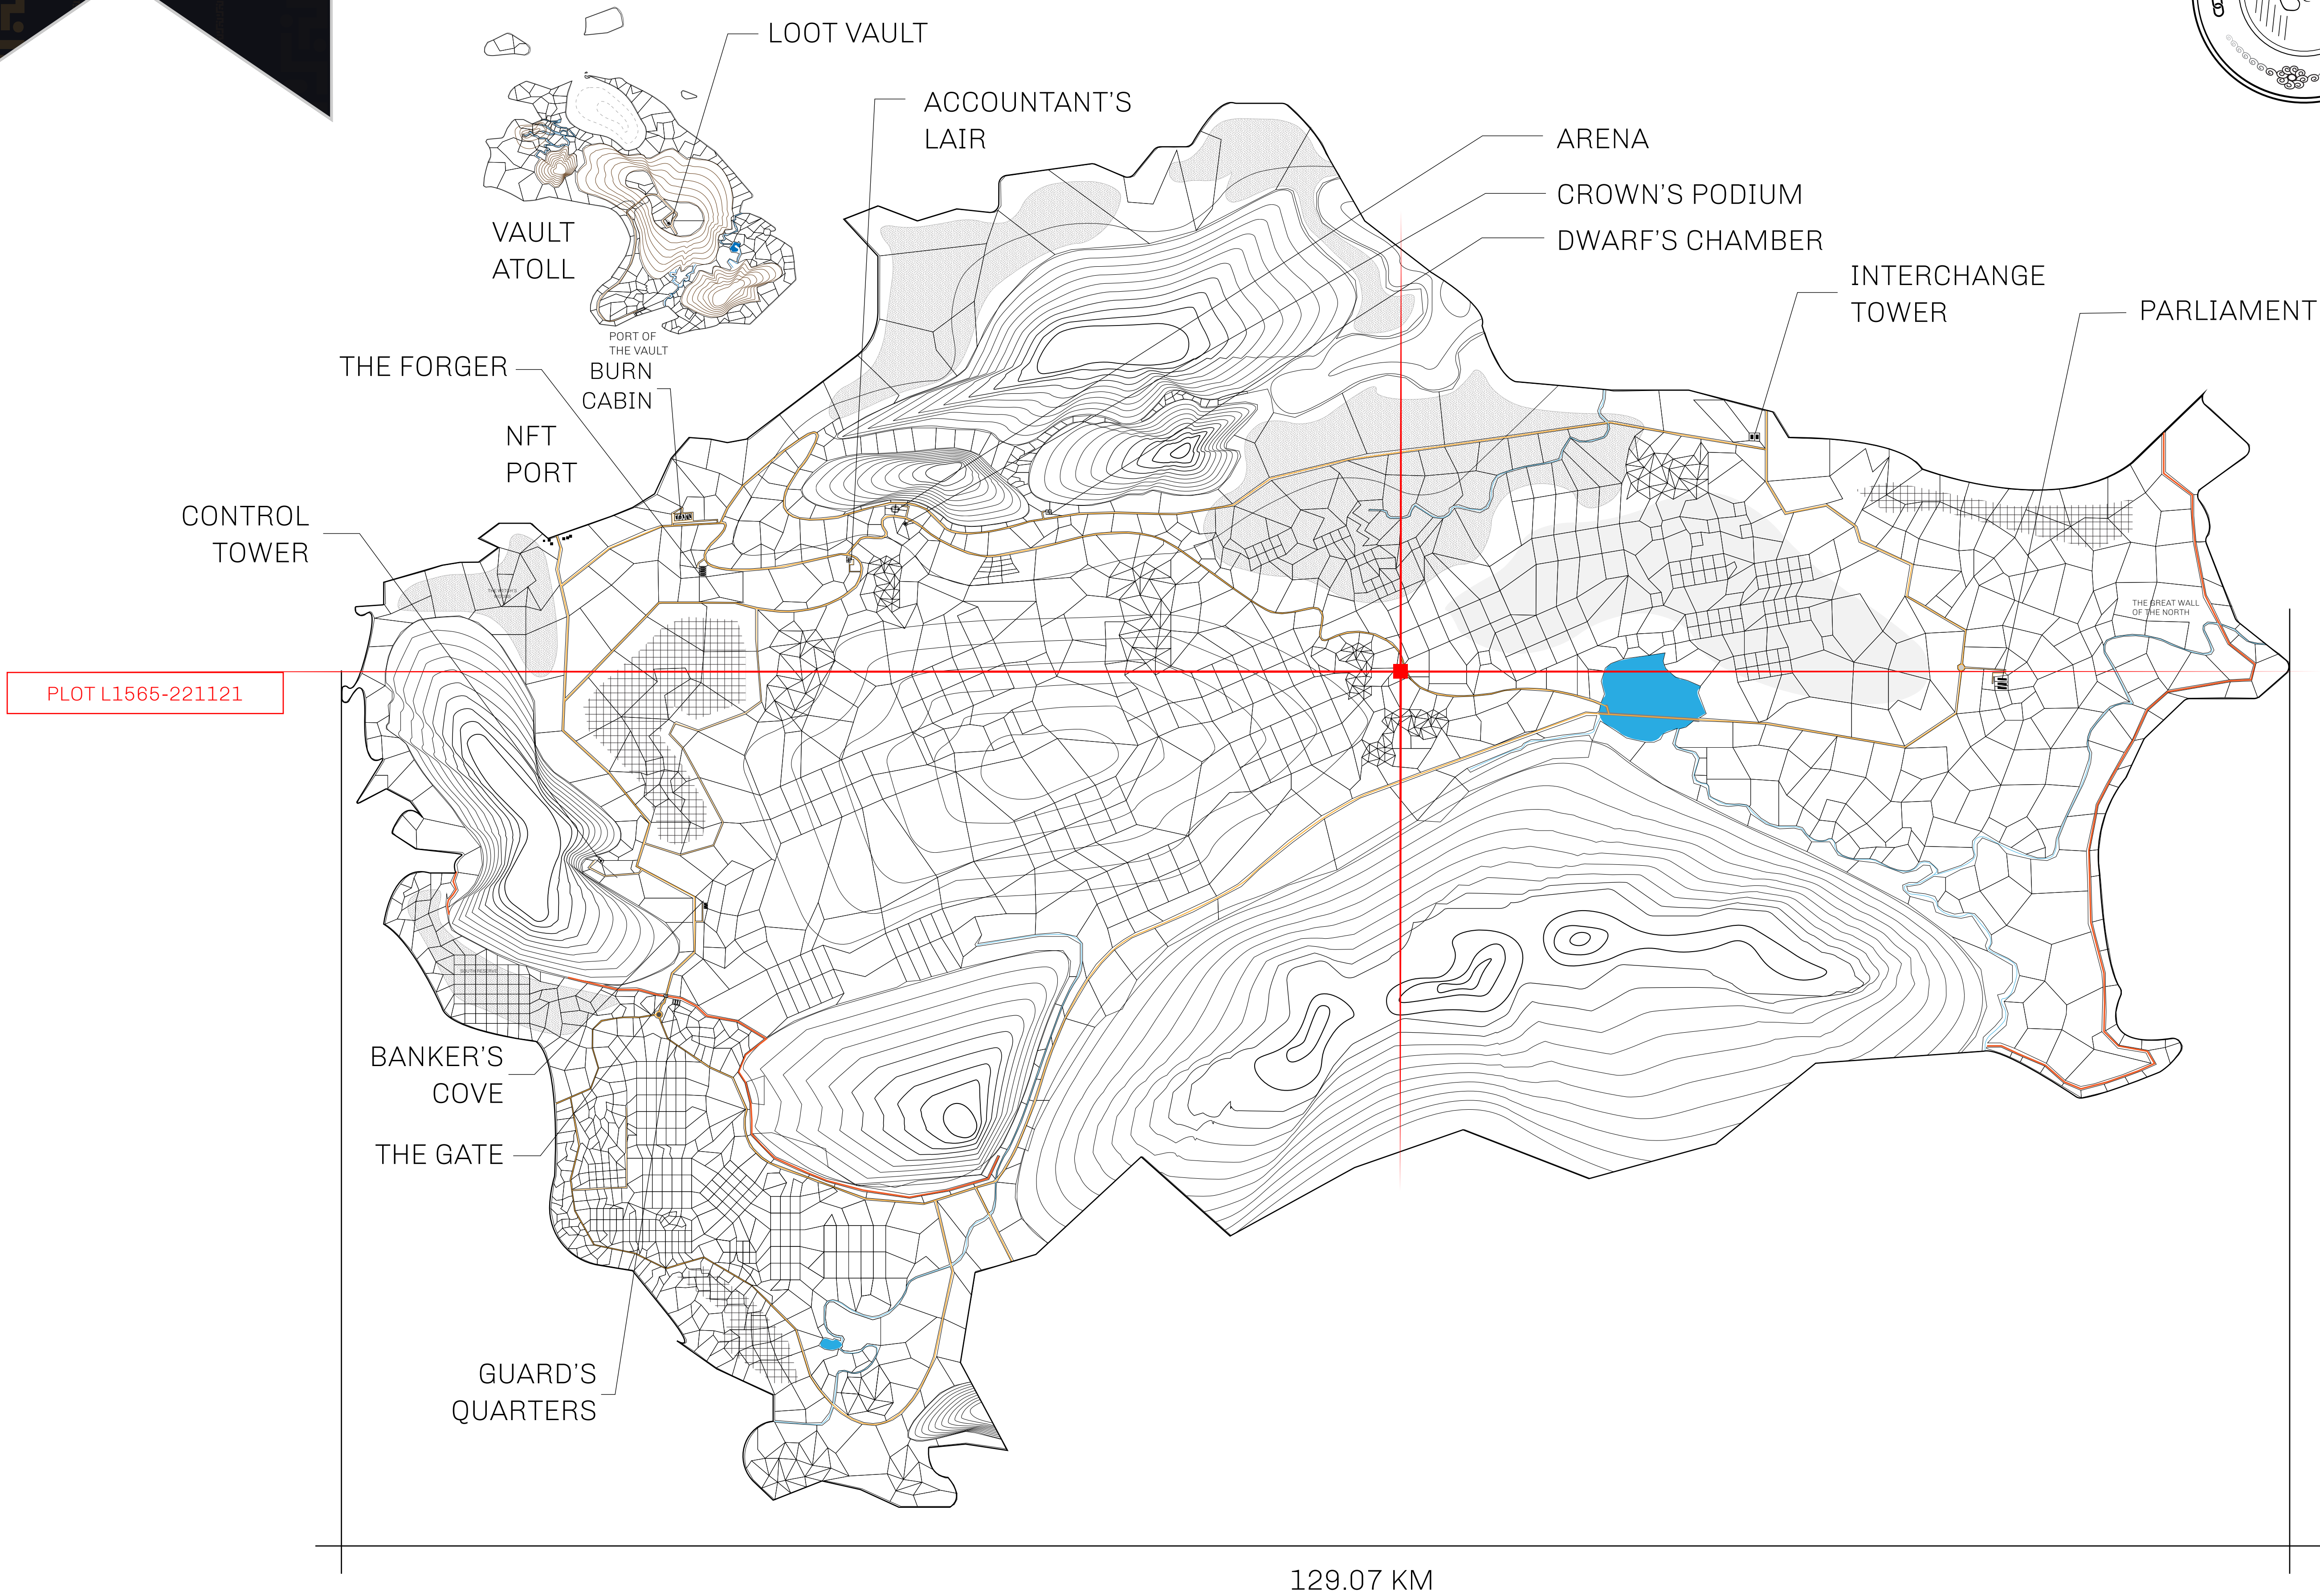 LOOT VAULT
ACCOUNTANT'S
LAIR
ARENA
CROWN'S PODIUM
DWARF'S CHAMBER
INTERCHANGE
TOWER
PARLIAMENT
VAULT
ATOLL
PORT OF
THE VAULT
THE FORGER
BURN
CABIN
NFT
PORT
CONTROL
TOWER
THE GREAT WALL
OF THE NORTH
PLOT L1565-221121
SOUTH RESERVE
BANKER'S
COVE
THE GATE
GUARD'S
QUARTERS
129.07 KM